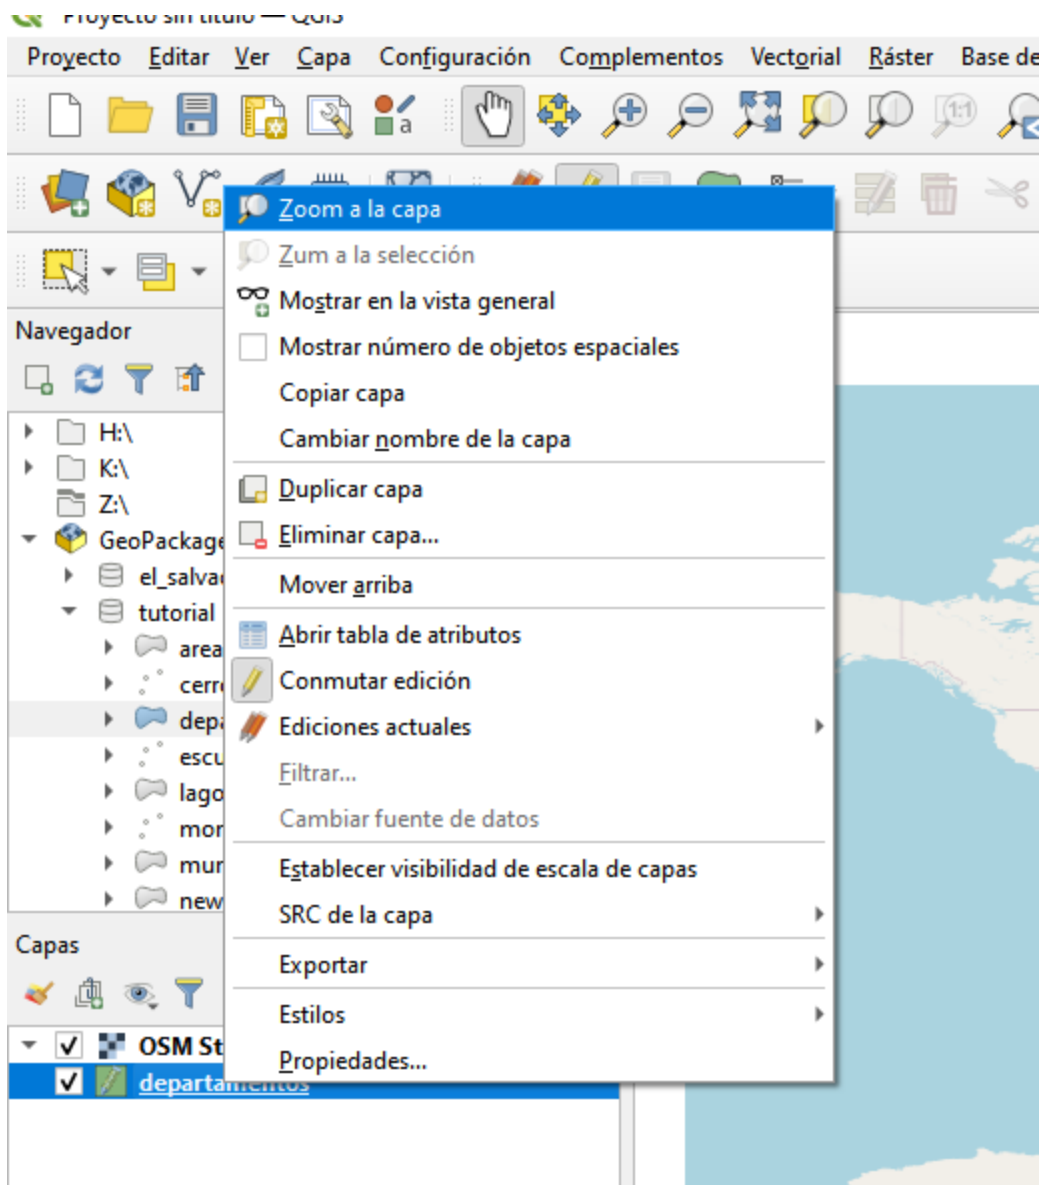 Proyecto sin título — QGIS
Proyecto Editar Ver Capa Configuración Complementos Vectorial Ráster Base de
a
1:1
Zoom a la capa
Zum a la selección
Mostrar en la vista general
Navegador
Mostrar número de objetos espaciales
Copiar capa
H:\
Cambiar nombre de la capa
K:\
Duplicar capa
Z:\
GeoPackage
Eliminar capa...
el_salva
Mover arriba
tutorial
Abrir tabla de atributos
area
Conmutar edición
cerr
Ediciones actuales
depa
escu
Filtrar...
lago
Cambiar fuente de datos
mor
mun
Establecer visibilidad de escala de capas
new
SRC de la capa
Capas
Exportar
Estilos
OSM St
Propiedades...
departamentos